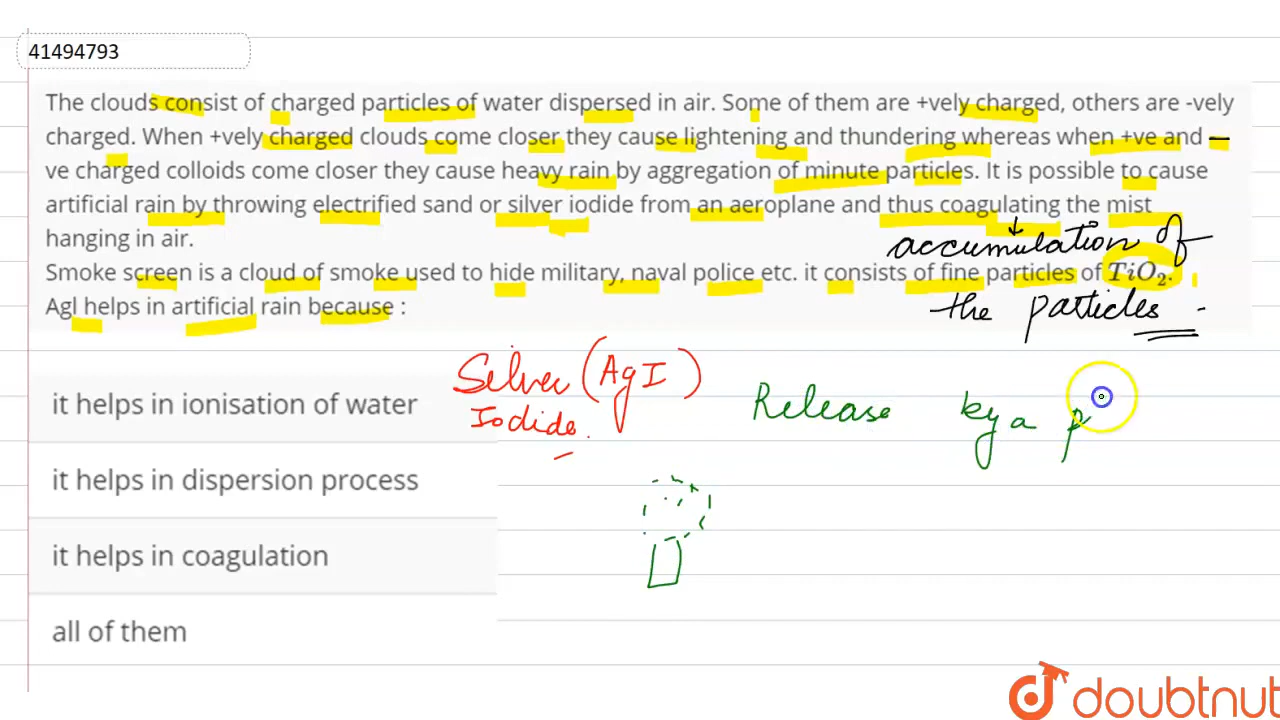 41494793
The clouds consist of charged particles of water dispersed in air. Some of them are +vely charged, others are -vely
charged. When +vely charged clouds come closer they cause lightening and thundering whereas when +ve and –
ve charged colloids come closer they cause heavy rain by aggregation of minute particles. It is possible to cause
artificial rain by throwing electrified sand or silver iodide from an aeroplane and thus coagulating the mist
hanging in air.
accumulation of
Smoke screen is a cloud of smoke used to hide military, naval police etc. it consists of fine particles of TiO₂.
the particles -
AgI helps in artificial rain because :
Silver (AgI)
Iodide.
Release by a p
it helps in ionisation of water
it helps in dispersion process
it helps in coagulation
all of them
doubtnut